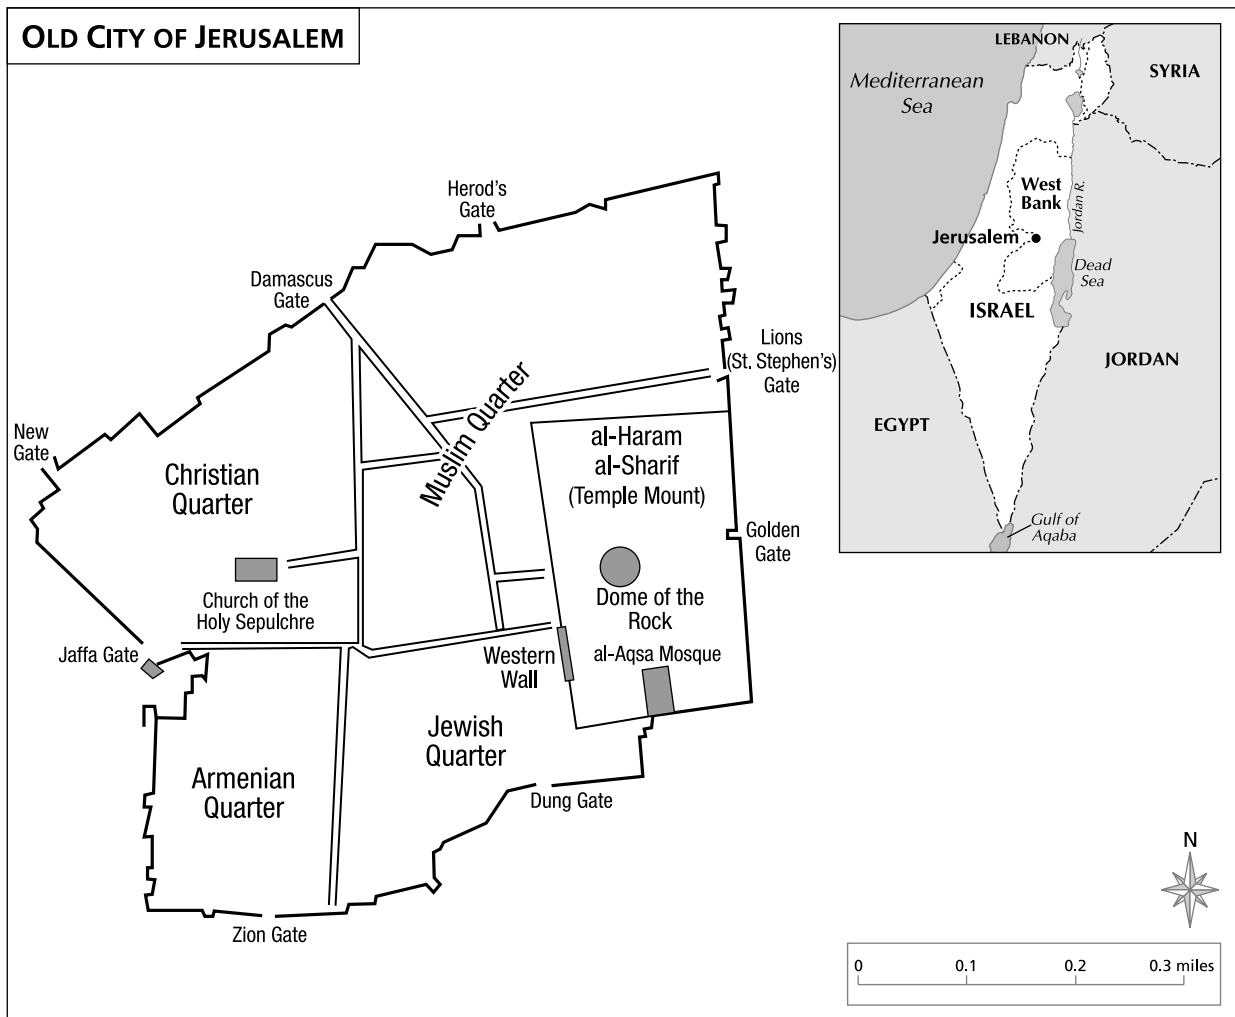 OLD CITY OF JERUSALEM
Herod's
Gate
Damascus
Gate
Lions
(St. Stephen's)
Gate
New
Gate
Christian
Quarter
Muslim Quarter
al-Haram
al-Sharif
(Temple Mount)
Golden
Gate
Church of the
Holy Sepulchre
Dome of the
Rock
Jaffa Gate
Western
Wall
al-Aqsa Mosque
Jewish
Quarter
Armenian
Quarter
Dung Gate
Zion Gate
LEBANON
SYRIA
Mediterranean
Sea
West
Bank
Jordan R.
Jerusalem
Dead
Sea
ISRAEL
JORDAN
EGYPT
Gulf of
Aqaba
N
0 0.1 0.2 0.3 miles